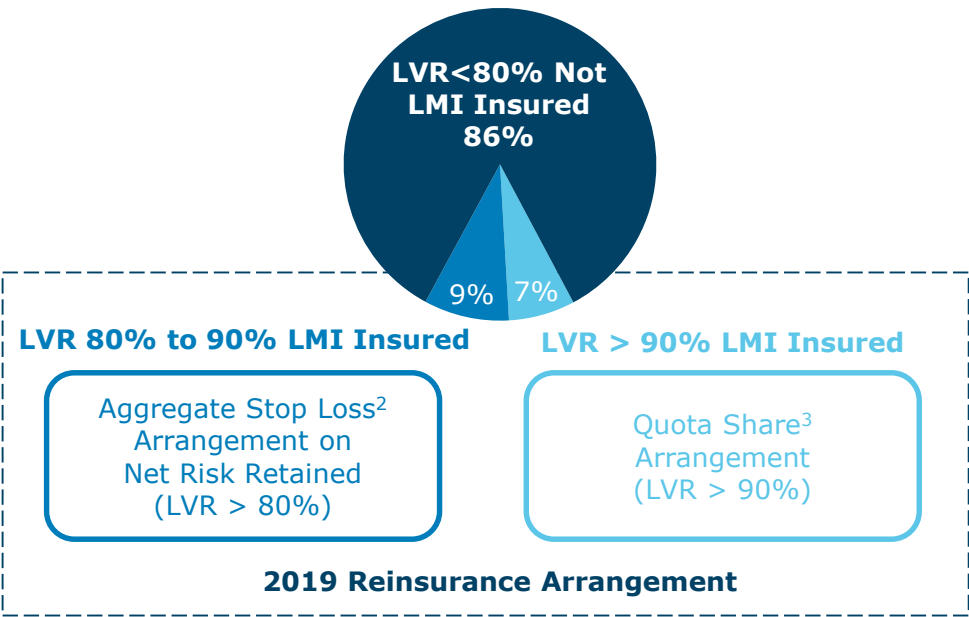 LVR<80% Not
LMI Insured
86%
9%
7%
LVR 80% to 90% LMI Insured
LVR > 90% LMI Insured
Aggregate Stop Loss²
Arrangement on
Net Risk Retained
(LVR > 80%)
Quota Share³
Arrangement
(LVR > 90%)
2019 Reinsurance Arrangement